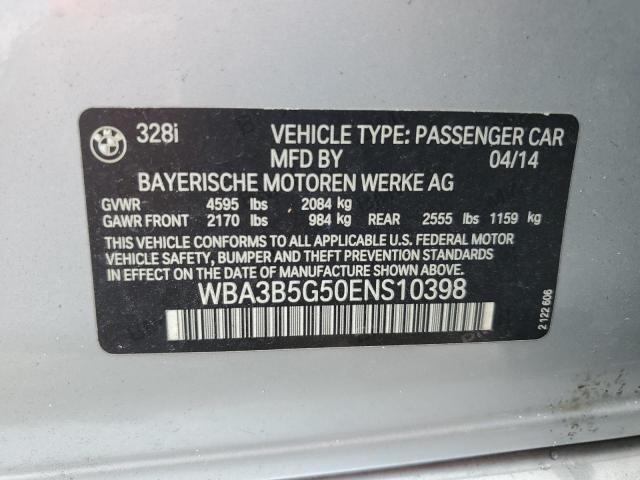 328i VEHICLE TYPE: PASSENGER CAR
MFD BY 04/14
BAYERISCHE MOTOREN WERKE AG
GVWR 4595 lbs 2084 kg
GAWR FRONT 2170 lbs 984 kg REAR 2555 lbs 1159 kg
THIS VEHICLE CONFORMS TO ALL APPLICABLE U.S. FEDERAL MOTOR
VEHICLE SAFETY, BUMPER AND THEFT PREVENTION STANDARDS
IN EFFECT ON THE DATE OF MANUFACTURE SHOWN ABOVE.
WBA3B5G50ENS10398
2 122 606